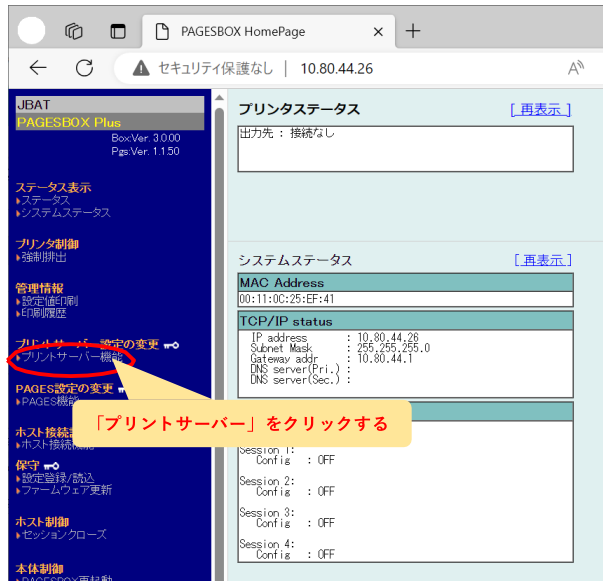 PAGESBOX HomePage
セキュリティ保護なし | 10.80.44.26
JBAT
PAGESBOX Plus
Box:Ver. 3.0.00
Pgs:Ver. 1.1.50
ステータス表示
ステータス
システムステータス
プリンタ制御
強制排出
管理情報
設定値印刷
印刷履歴
プリントサーバー設定の変更
プリントサーバー機能
PAGES設定の変更
PAGES機能
ホスト接続
ホスト接続
保守
設定登録/読込
ファームウェア更新
ホスト制御
セッションクローズ
本体制御
PAGESBOX再起動
プリンタステータス [ 再表示 ]
出力先 : 接続なし
システムステータス [ 再表示 ]
MAC Address
00:11:0C:25:EF:41
TCP/IP status
IP address : 10.80.44.26
Subnet Mask : 255.255.255.0
Gateway addr : 10.80.44.1
DNS server(Pri.) :
DNS server(Sec.) :
「プリントサーバー」をクリックする
Session 1:
Config : OFF
Session 2:
Config : OFF
Session 3:
Config : OFF
Session 4:
Config : OFF